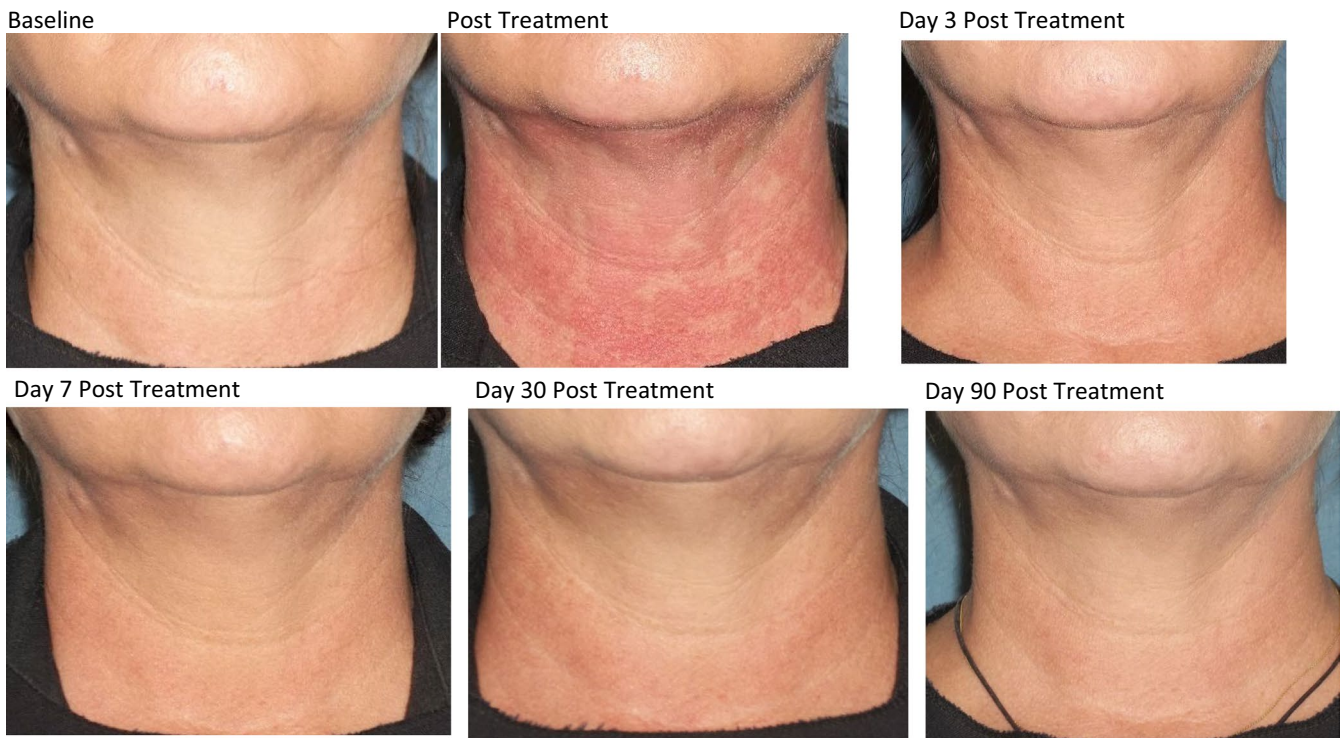 Baseline
Post Treatment
Day 3 Post Treatment
Day 7 Post Treatment
Day 30 Post Treatment
Day 90 Post Treatment